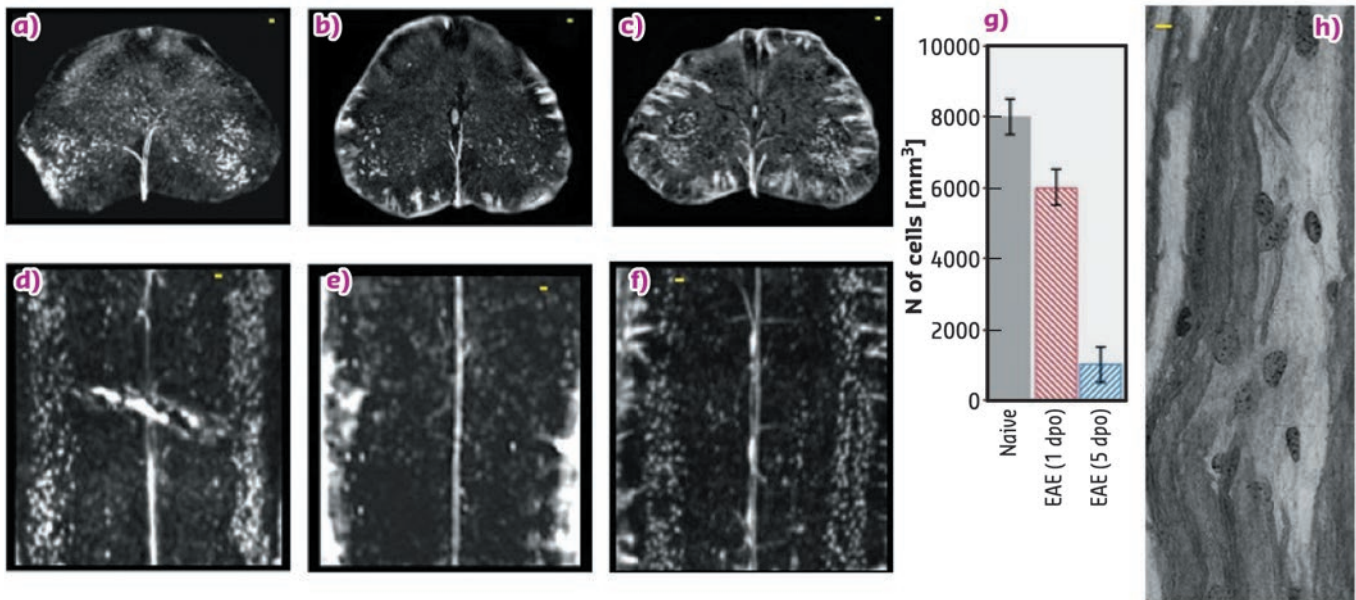 a)
b)
c)
d)
e)
f)
g)
10000
8000
6000
4000
2000
0
N of cells [mm³]
Naive
EAE (1 dpo)
EAE (5 dpo)
h)